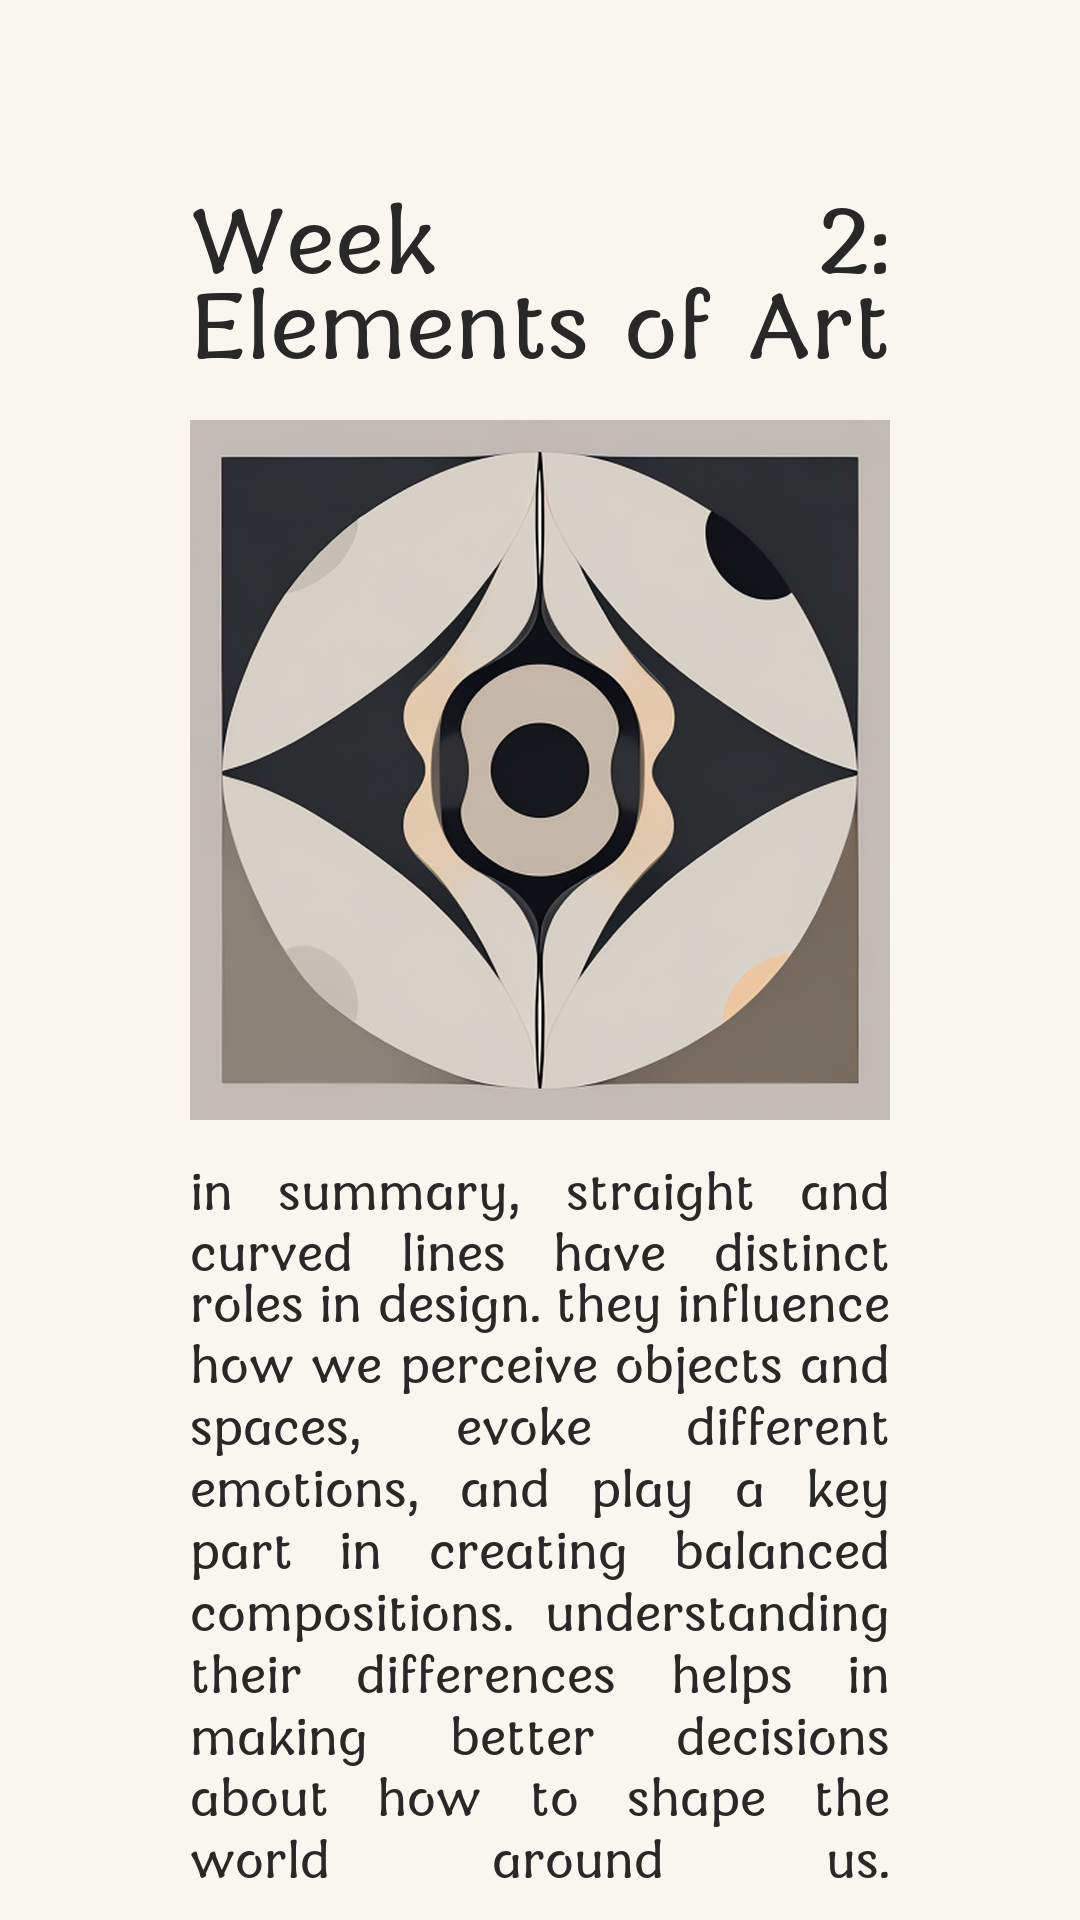 Week 2:
Elements of Art
in summary, straight and
curved lines have distinct
roles in design. they influence
how we perceive objects and
spaces, evoke different
emotions, and play a key
part in creating balanced
compositions. understanding
their differences helps in
making better decisions
about how to shape the
world around us.